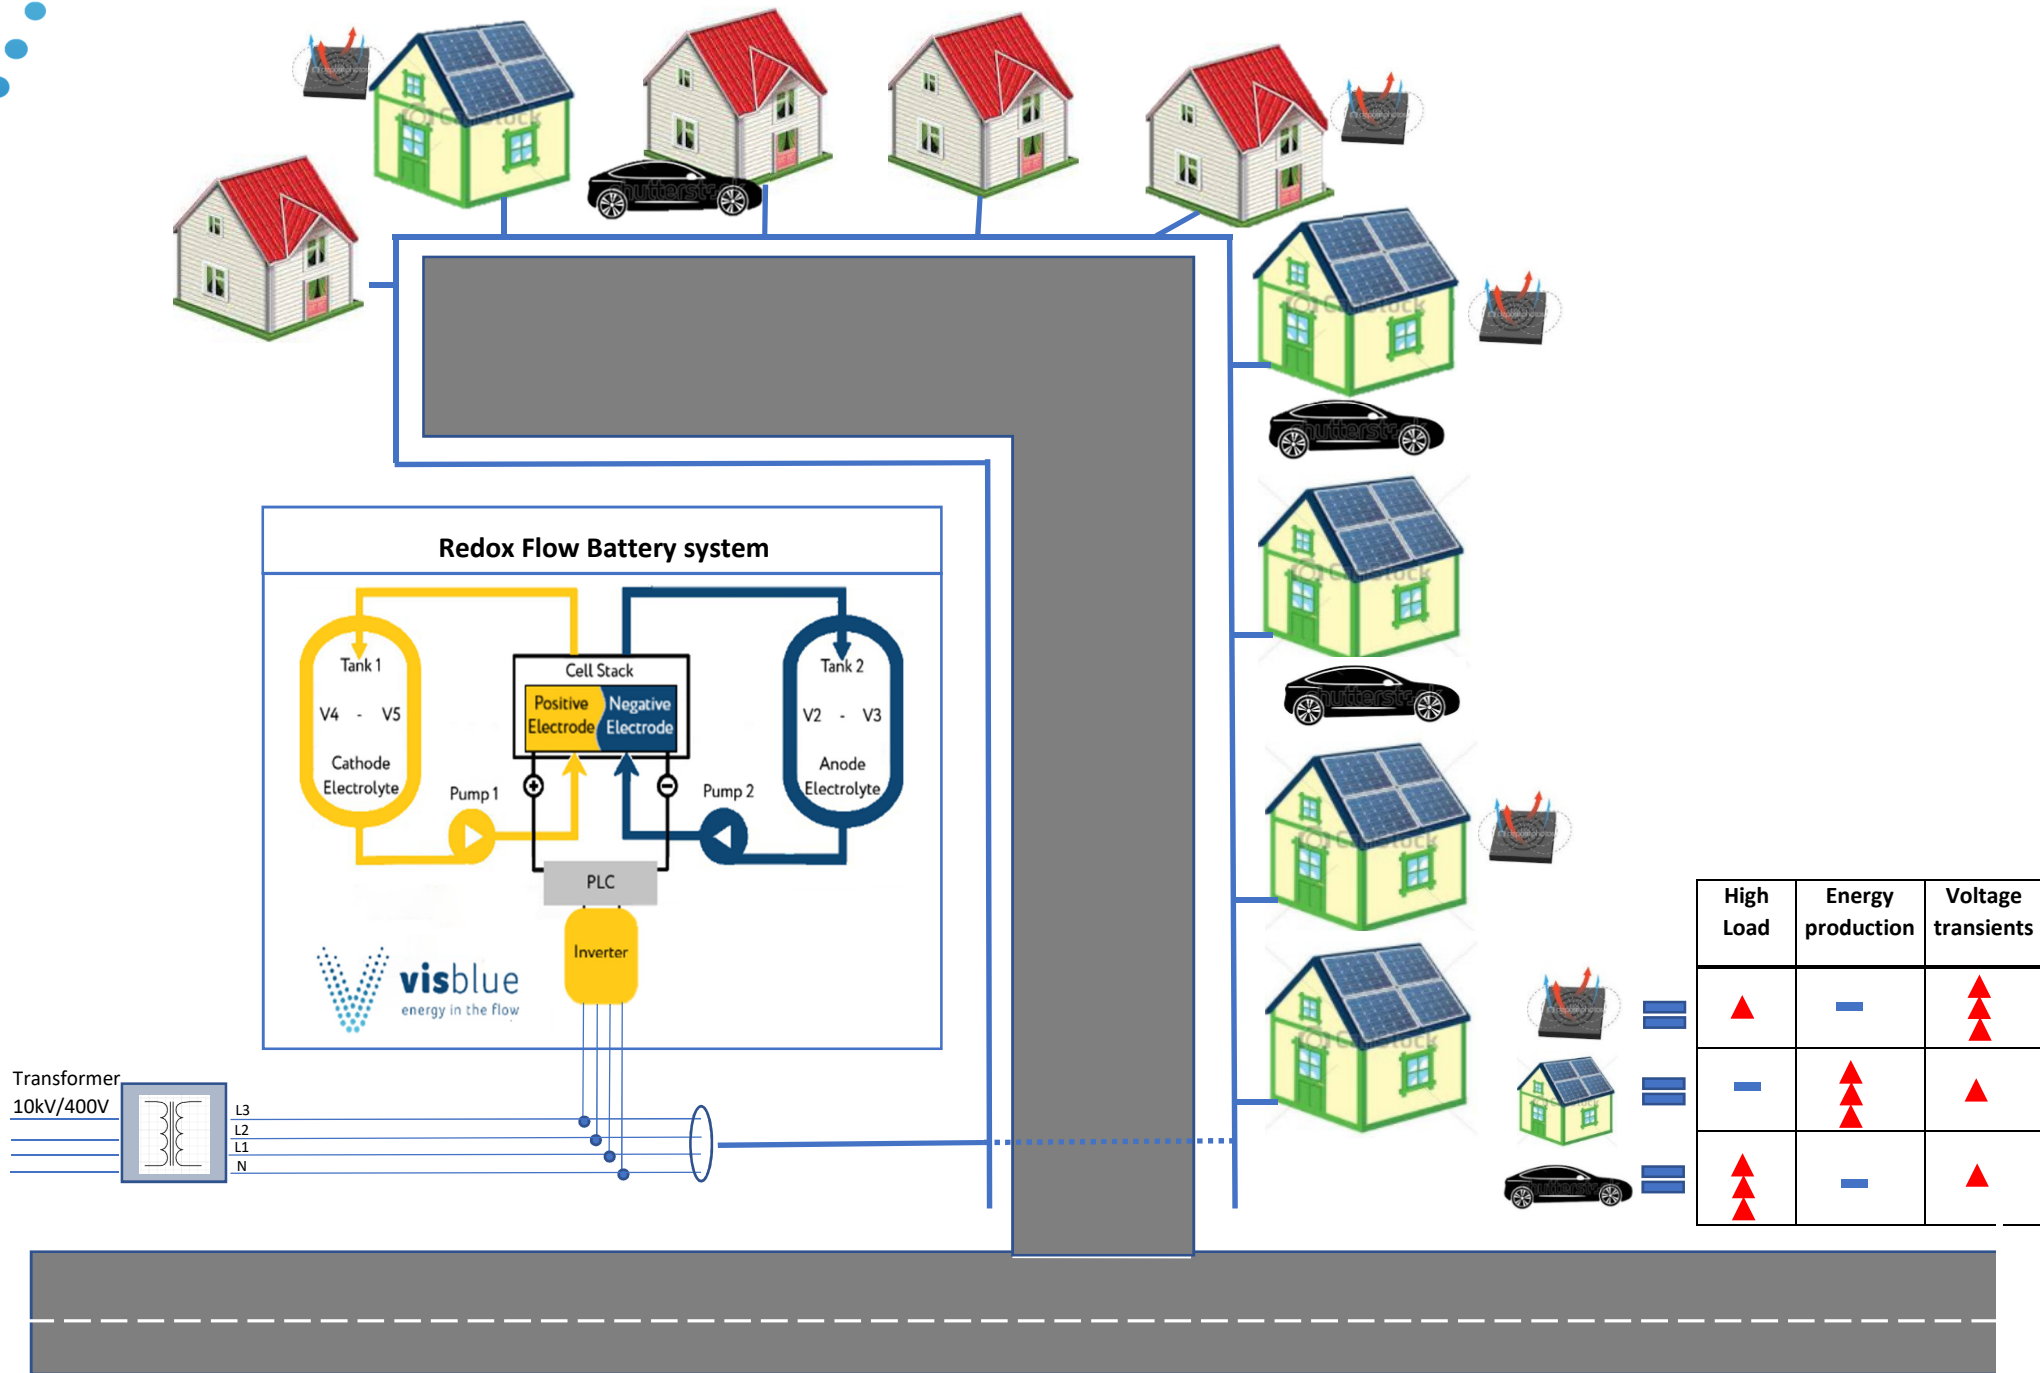 Redox Flow Battery system
Tank 1
V4 - V5
Cathode
Electrolyte
Pump 1
Cell Stack
Positive
Electrode
Negative
Electrode
+
−
Tank 2
V2 - V3
Anode
Electrolyte
Pump 2
PLC
Inverter
visblue
energy in the flow
Transformer
10kV/400V
L3
L2
L1
N
High
Load
Energy
production
Voltage
transients